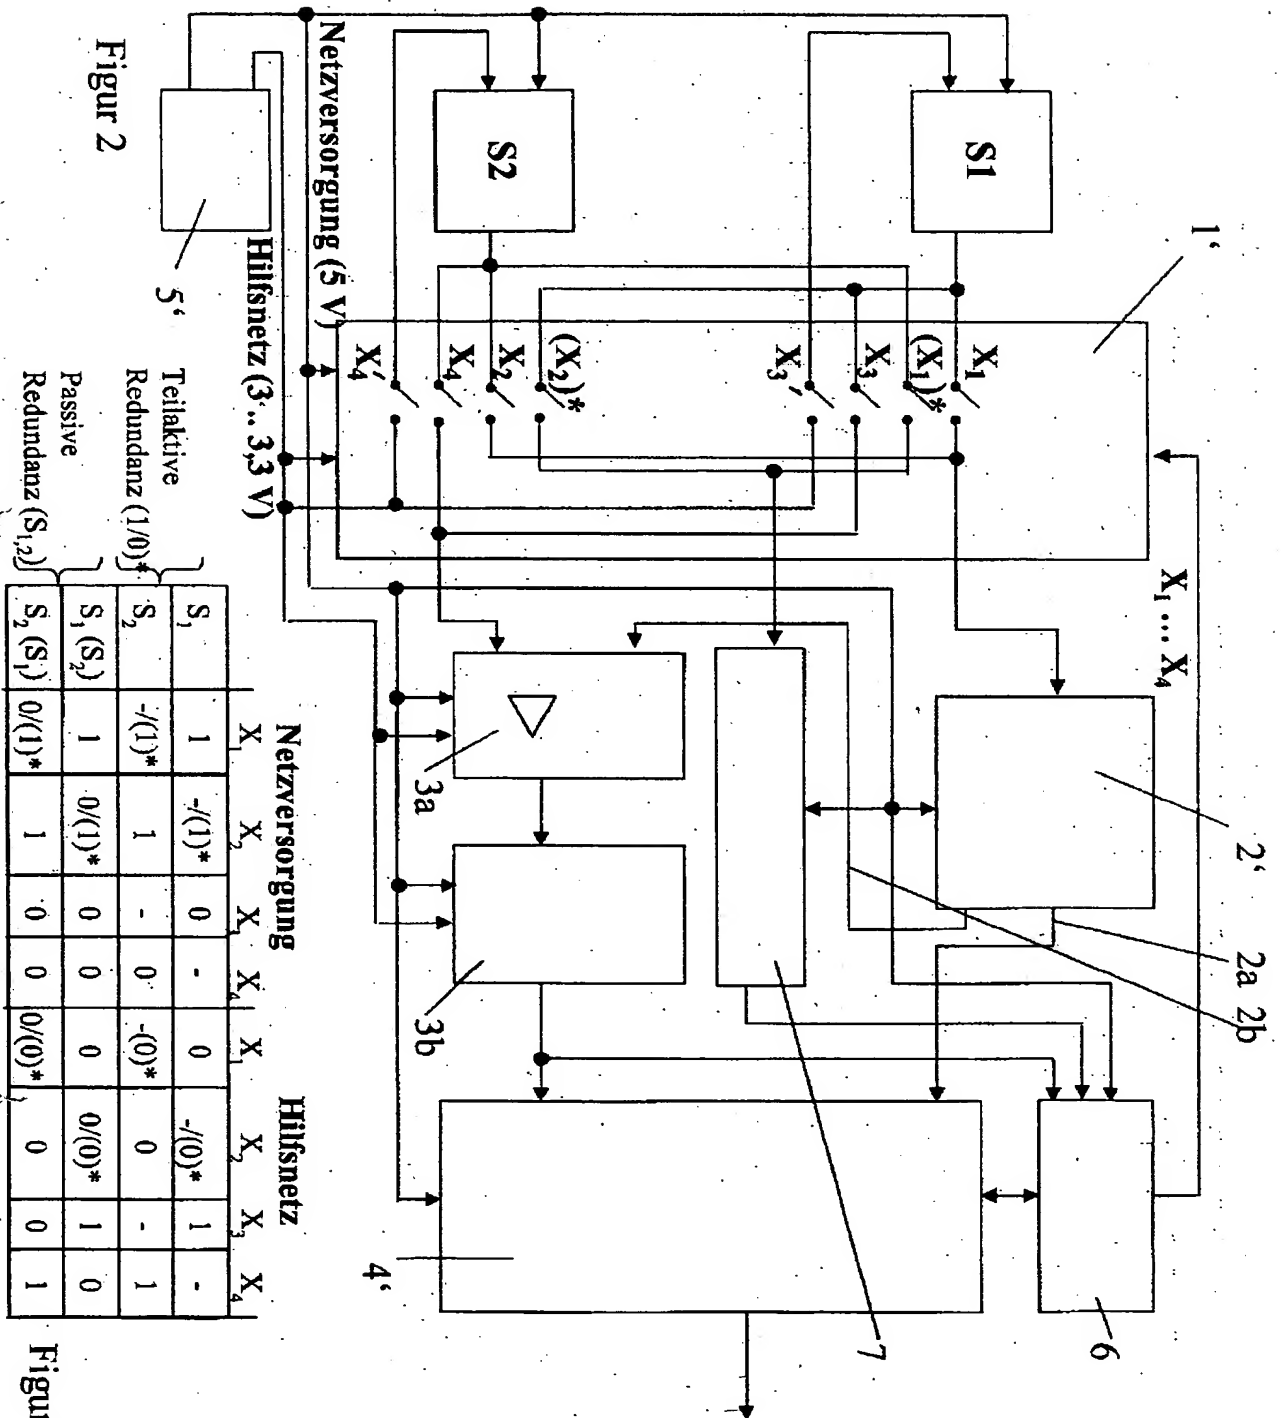 1‘
2‘
2a 2b
S1
X₁ ... X₄
6
X₁
(X₁)*
X₃
X₃′
7
S2
(X₂)*
X₂
X₄
X₄′
3a
3b
4‘
Netzversorgung (5 V)
Hilfsnetz (3 .. 3,3 V)
5‘
Figur 2
Netzversorgung Hilfsnetz
X₁ X₂ X₃ X₄ X₁ X₂ X₃ X₄
Teilaktive
Redundanz (1/0)*
S₁ 1 -/(1)* 0 - 0 -/(0)* 1 -
S₂ -/(1)* 1 - 0 -(0)* 0 - 1
Passive
Redundanz (S₁,₂)
S₁ (S₂) 1 0/(1)* 0 0 0 0/(0)* 1 0
S₂ (S₁) 0/(1)* 1 0 0 0/(0)* 0 0 1
Figur